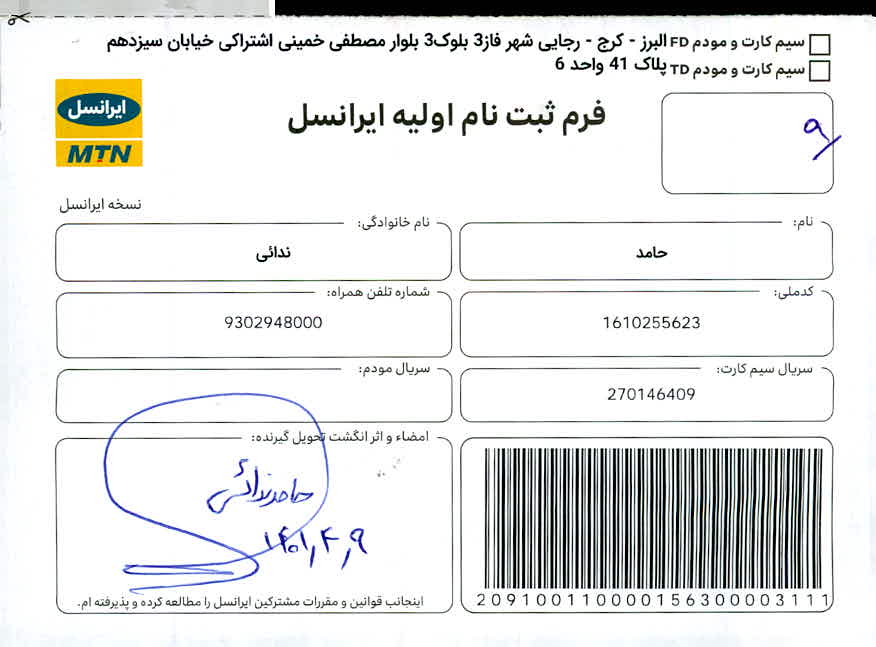 سیم کارت و مودم FD البرز - کرج - رجایی شهر فاز3 بلوک3 بلوار مصطفی خمینی اشتراکی خیابان سیزدهم
سیم کارت و مودم TD پلاک 41 واحد 6
ایرانسل
MTN
فرم ثبت نام اولیه ایرانسل
نسخه ایرانسل
نام:
حامد
نام خانوادگی:
ندائی
کدملی:
1610255623
شماره تلفن همراه:
9302948000
سریال سیم کارت:
270146409
سریال مودم:
امضاء و اثر انگشت تحویل گیرنده:
حامد ندائی
۱۴۰۱,۴,۹
اینجانب قوانین و مقررات مشترکین ایرانسل را مطالعه کرده و پذیرفته ام.
2091001100001563000031​11